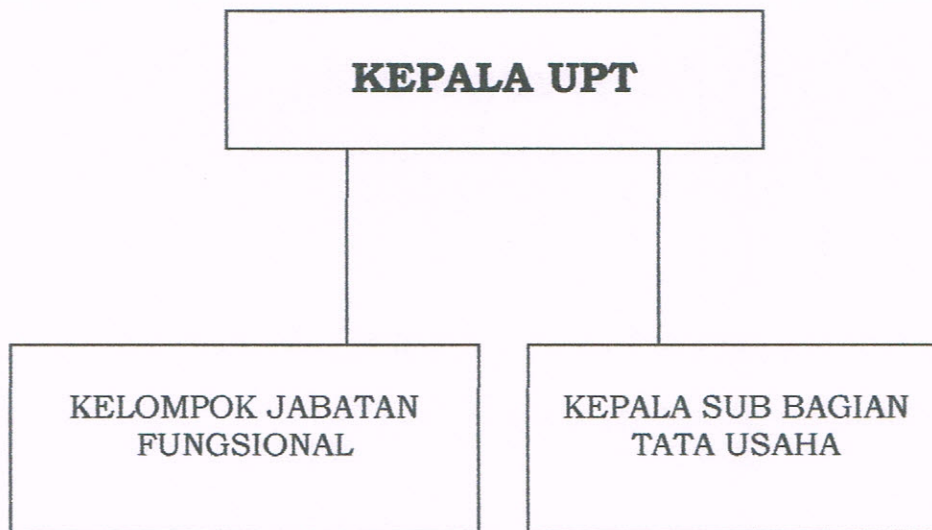 KEPALA UPT
KELOMPOK JABATAN
FUNGSIONAL
KEPALA SUB BAGIAN
TATA USAHA